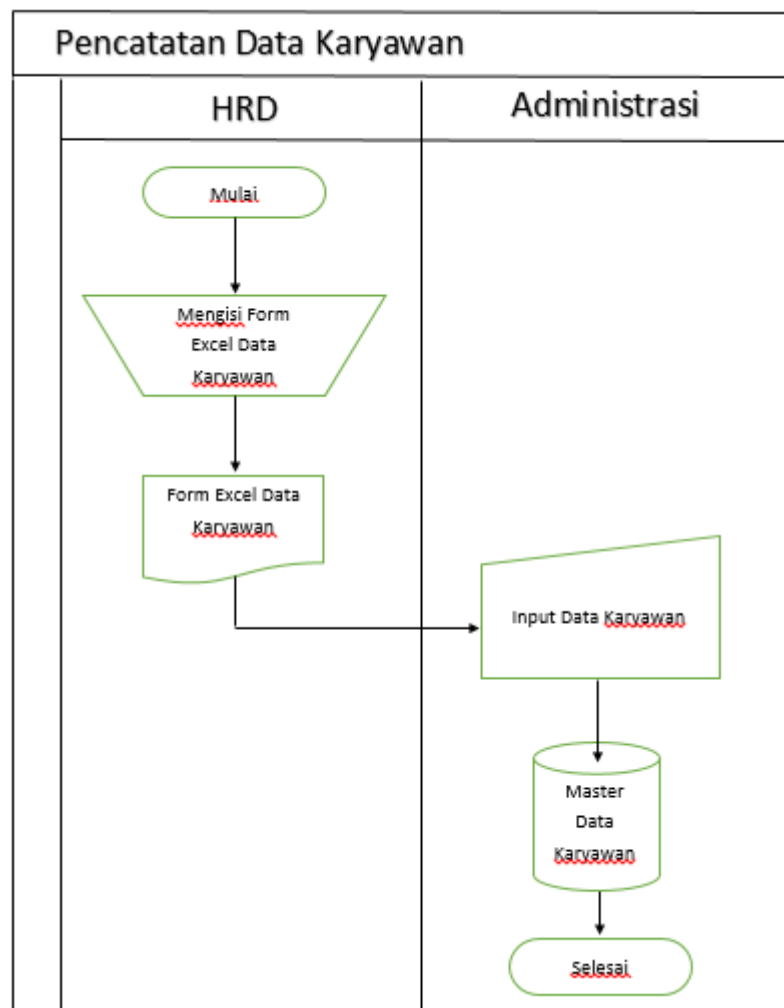 Pencatatan Data Karyawan
HRD
Administrasi
Mulai
Mengisi Form
Excel Data
Karyawan
Form Excel Data
Karyawan
Input Data Karyawan
Master
Data
Karyawan
Selesai